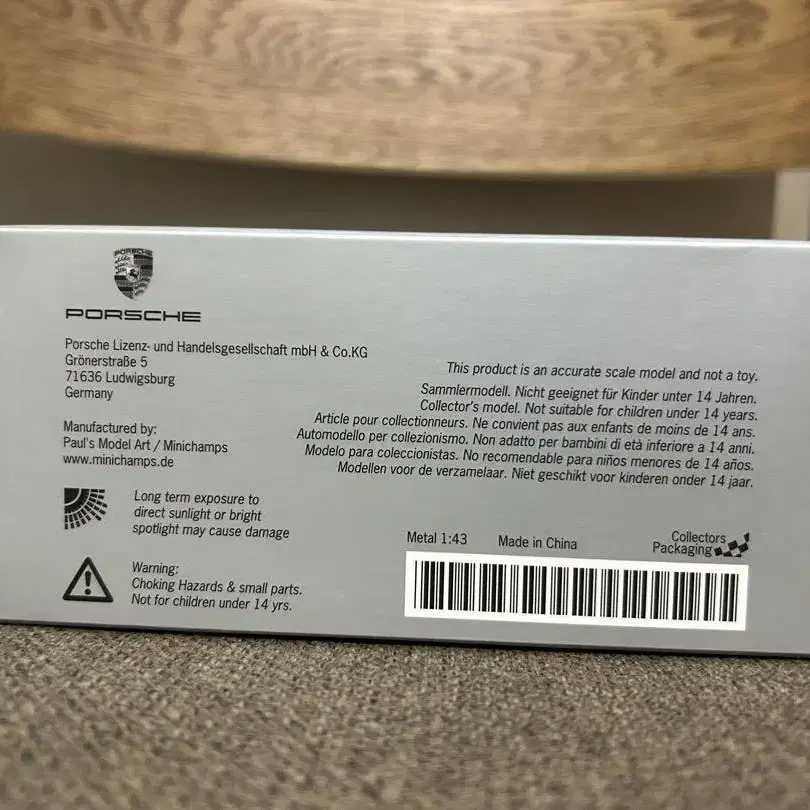 PORSCHE
PORSCHE
Porsche Lizenz- und Handelsgesellschaft mbH & Co.KG
Grönerstraße 5
71636 Ludwigsburg
Germany
Manufactured by:
Paul's Model Art / Minichamps
www.minichamps.de
Long term exposure to
direct sunlight or bright
spotlight may cause damage
Warning:
Choking Hazards & small parts.
Not for children under 14 yrs.
This product is an accurate scale model and not a toy.
Sammlermodell. Nicht geeignet für Kinder unter 14 Jahren.
Collector's model. Not suitable for children under 14 years.
Article pour collectionneurs. Ne convient pas aux enfants de moins de 14 ans.
Automodello per collezionismo. Non adatto per bambini di età inferiore a 14 anni.
Modelo para coleccionistas. No recomendable para niños menores de 14 años.
Modellen voor de verzamelaar. Niet geschikt voor kinderen onder 14 jaar.
Metal 1:43
Made in China
Collectors
Packaging